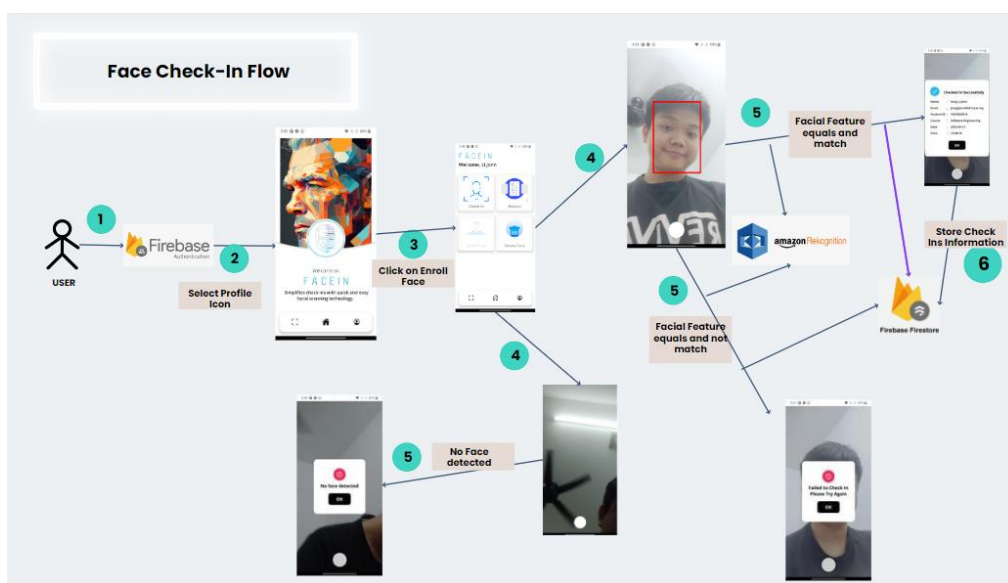 Face Check-In Flow
1
USER
Firebase
Authentication
2
Select Profile
Icon
Welcome to
FACEIN
Simplifies check-ins with quick and easy
facial scanning technology.
3
Click on Enroll
Face
FACEIN
Welcome,
Check-in
4
4
5
Facial Feature
equals and
match
amazon Rekognition
5
Facial Feature
equals and not
match
Checked In Successfully
OK
Store Check
Ins Information
6
Firebase Firestore
5
No Face
detected
No face detected
OK
Failed to Check In
Please Try Again
OK